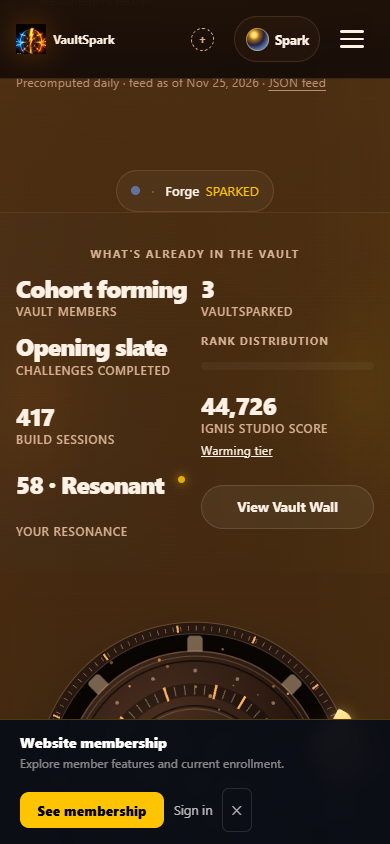 VaultSpark
+
Spark
Precomputed daily · feed as of Nov 25, 2026 · JSON feed
· Forge SPARKED
WHAT'S ALREADY IN THE VAULT
Cohort forming
VAULT MEMBERS
3
VAULTSPARKED
Opening slate
CHALLENGES COMPLETED
RANK DISTRIBUTION
417
BUILD SESSIONS
44,726
IGNIS STUDIO SCORE
Warming tier
58 · Resonant
YOUR RESONANCE
View Vault Wall
Website membership
Explore member features and current enrollment.
See membership
Sign in
×